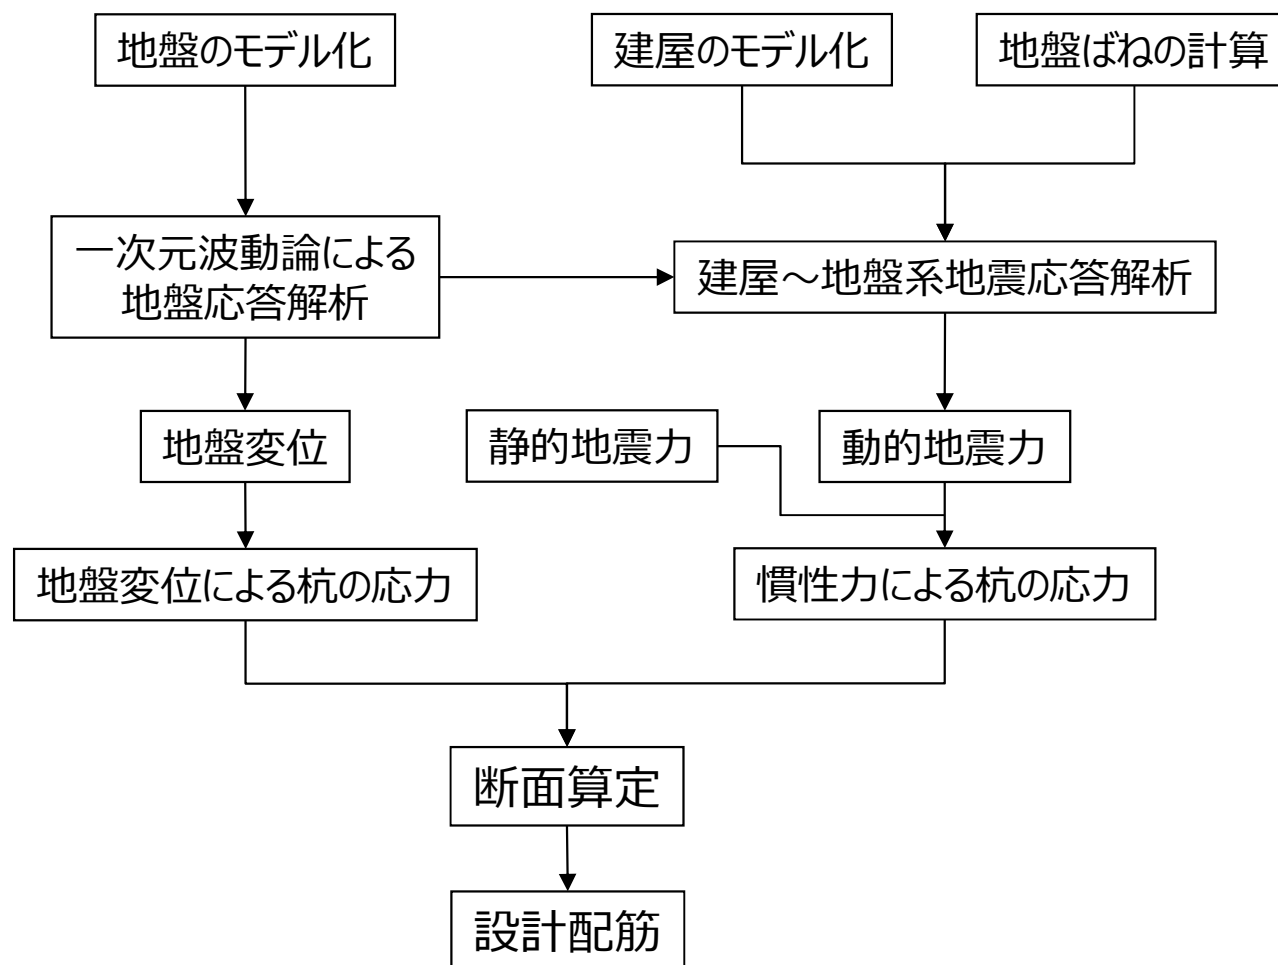 地盤のモデル化
建屋のモデル化
地盤ばねの計算
一次元波動論による
地盤応答解析
建屋～地盤系地震応答解析
地盤変位
静的地震力
動的地震力
地盤変位による杭の応力
慣性力による杭の応力
断面算定
設計配筋